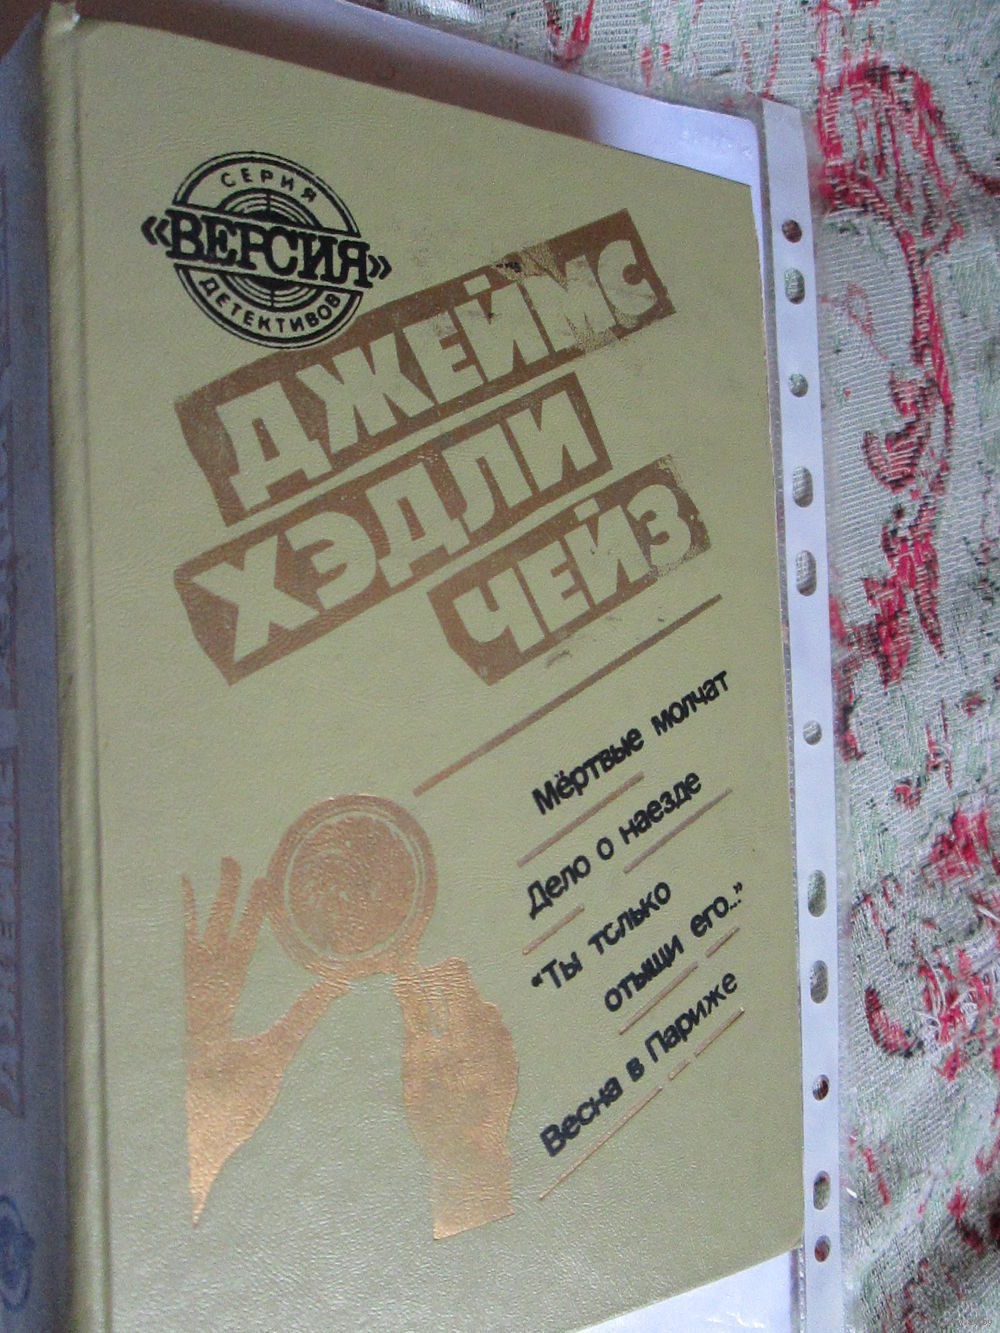 СЕРИЯ
«ВЕРСИЯ»
ДЕТЕКТИВОВ
ДЖЕЙМС
ХЭДЛИ
ЧЕЙЗ
Мёртвые молчат
Дело о наезде
“Ты только
отыщи его...”
Весна в Париже